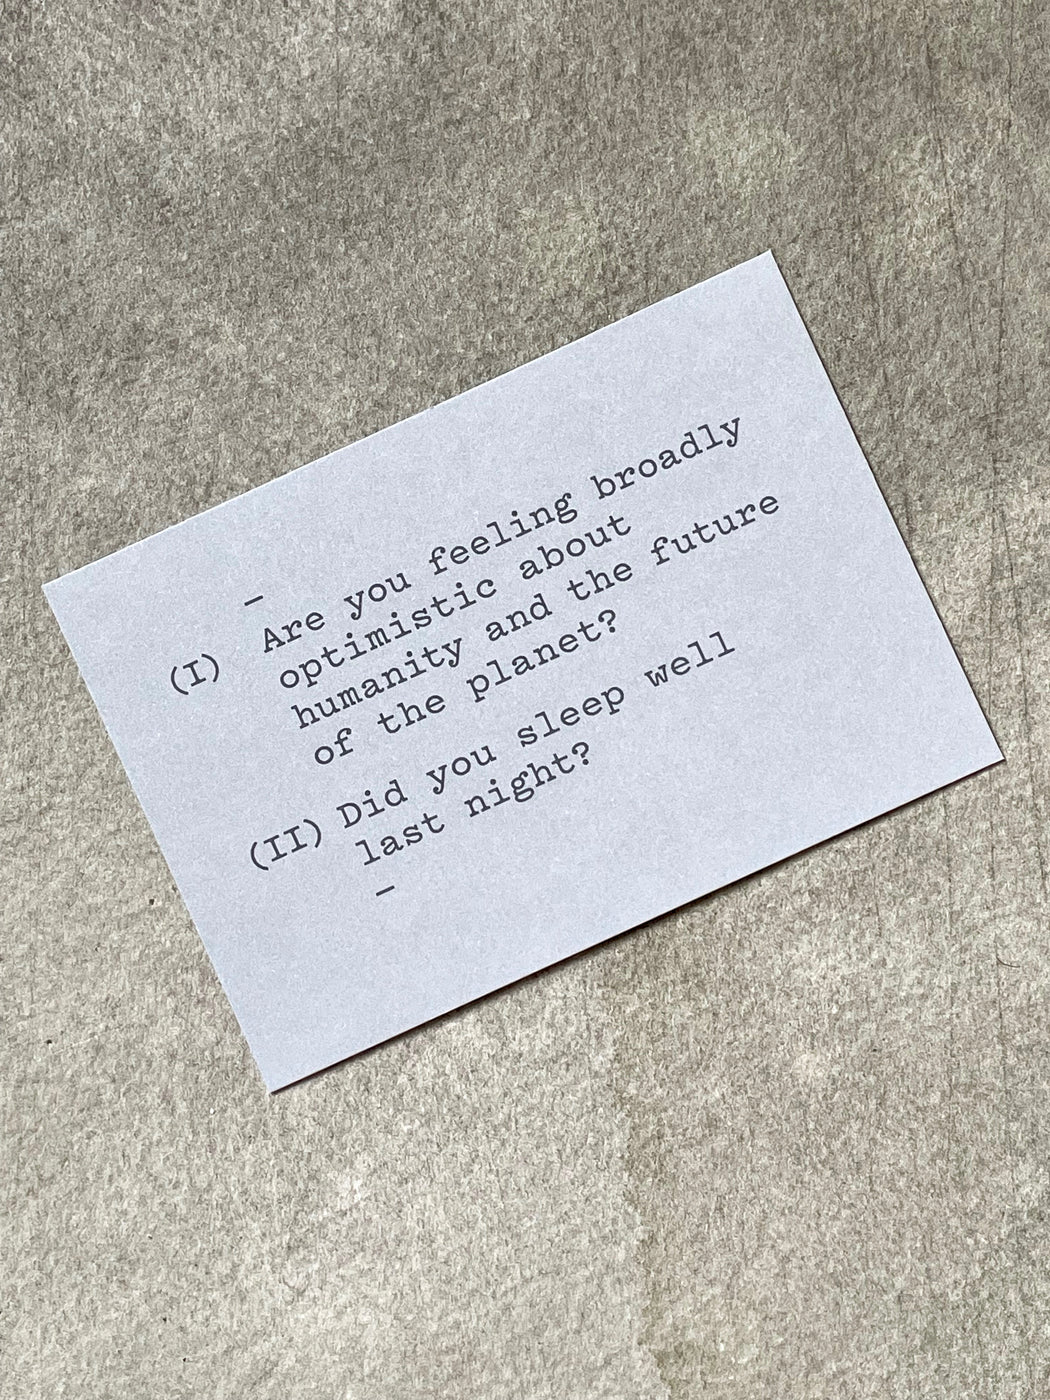 –
(I) Are you feeling broadly
optimistic about
humanity and the future
of the planet?
(II) Did you sleep well
last night?
–